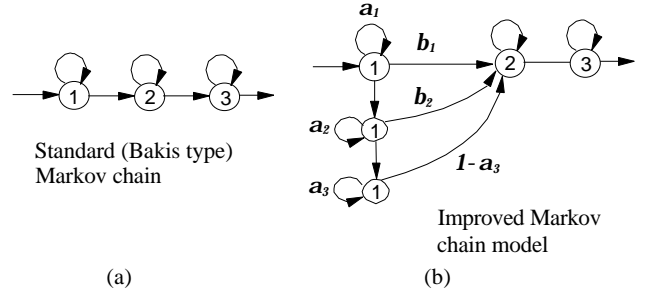 a₁
b₁
1
2
3
1
2
3
b₂
a₂
1
Standard (Bakis type)
Markov chain
1-a₃
a₃
1
Improved Markov
chain model
(a)
(b)